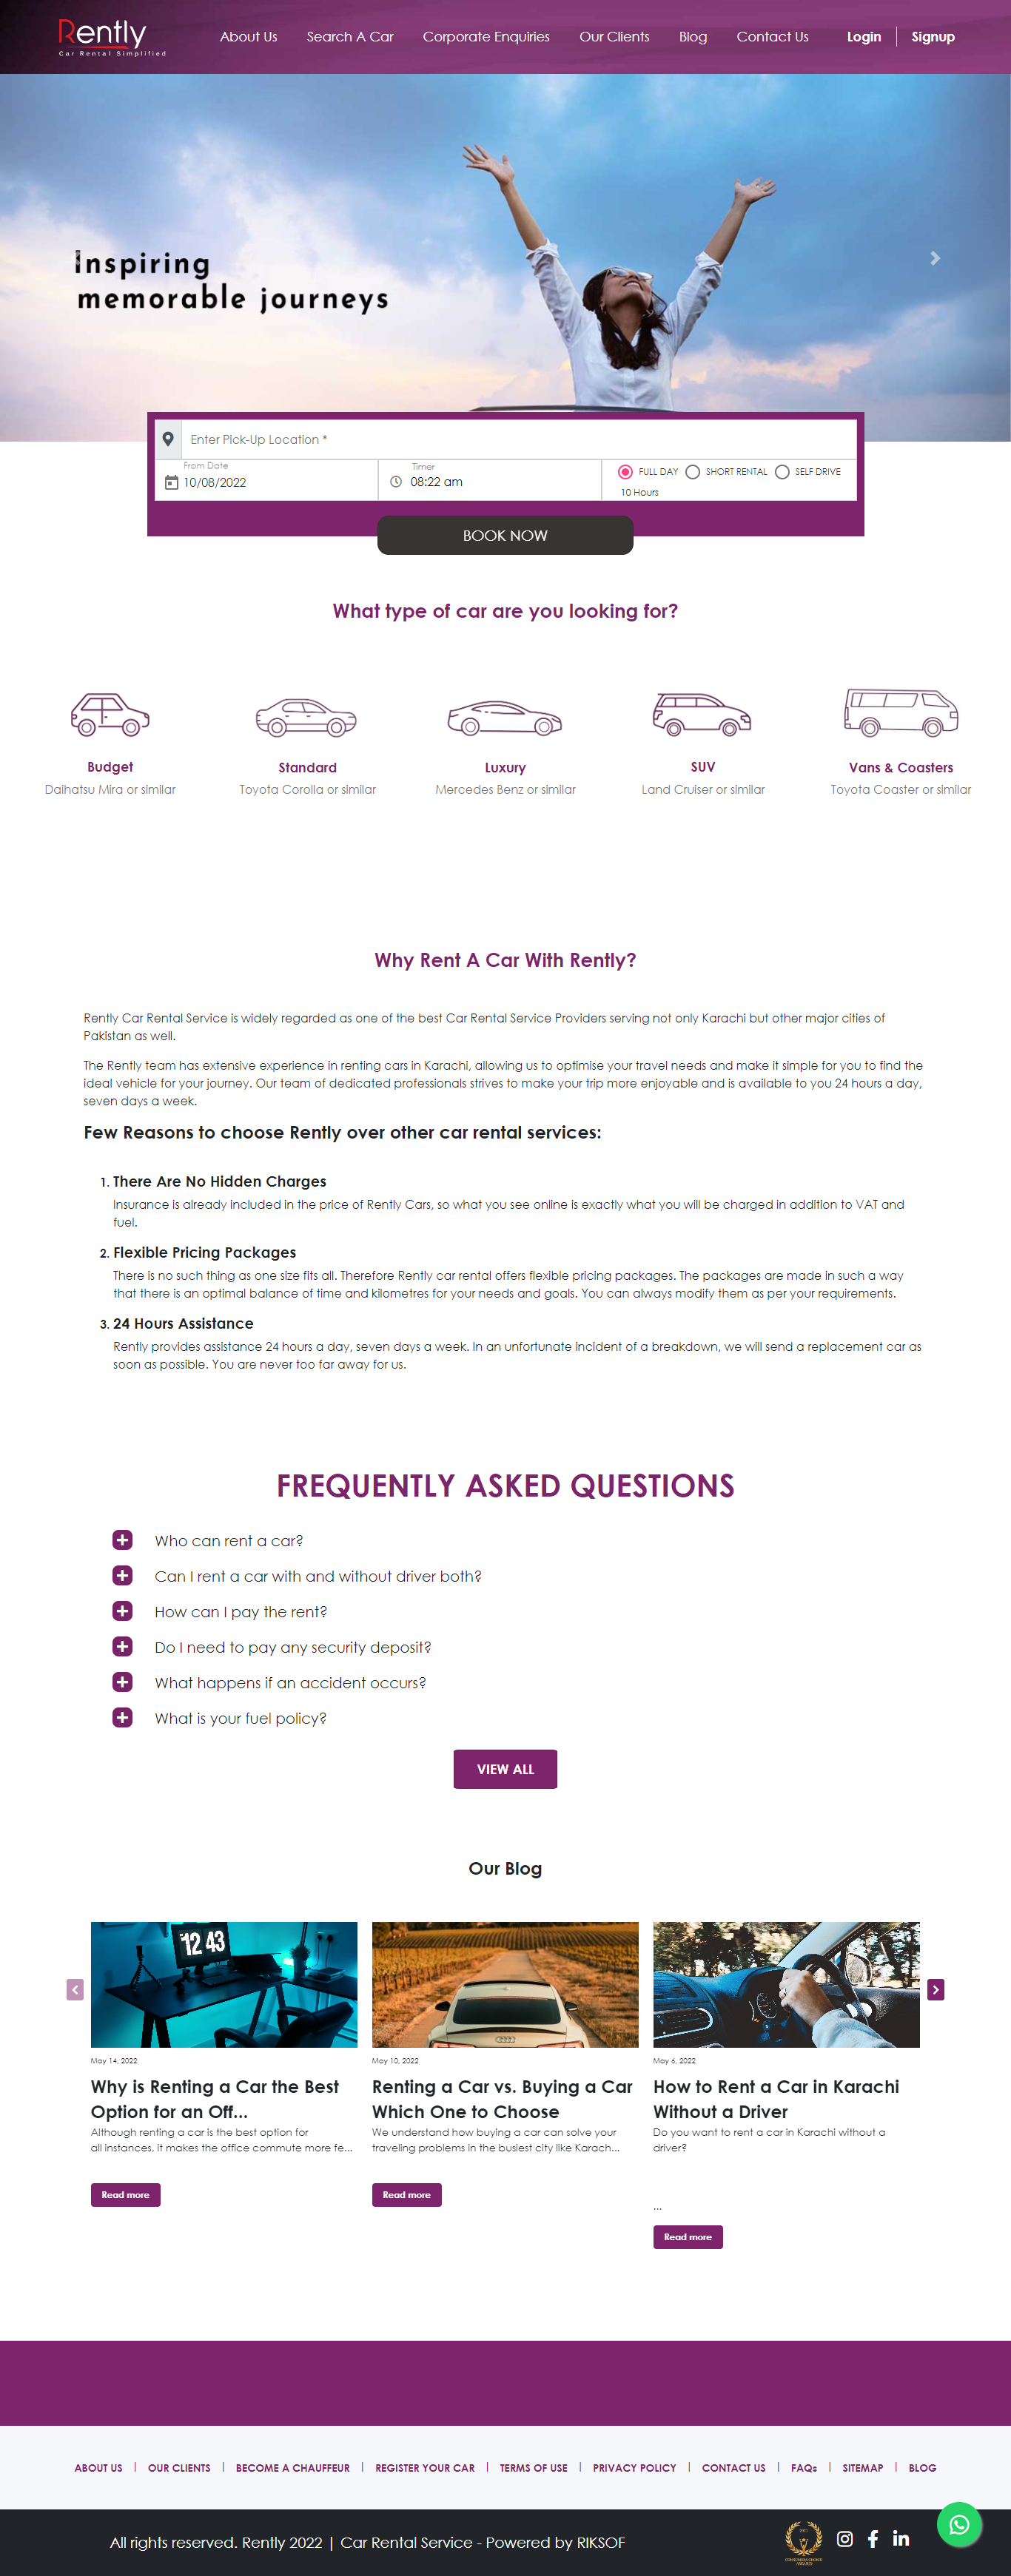 Rently
Car Rental Simplified
About Us
Search A Car
Corporate Enquiries
Our Clients
Blog
Contact Us
Login
Signup
Inspiring
memorable journeys
Enter Pick-Up Location *
From Date
10/08/2022
Timer
08:22 am
FULL DAY
SHORT RENTAL
SELF DRIVE
10 Hours
BOOK NOW
What type of car are you looking for?
Budget
Daihatsu Mira or similar
Standard
Toyota Corolla or similar
Luxury
Mercedes Benz or similar
SUV
Land Cruiser or similar
Vans & Coasters
Toyota Coaster or similar
Why Rent A Car With Rently?
Rently Car Rental Service is widely regarded as one of the best Car Rental Service Providers serving not only Karachi but other major cities of
Pakistan as well.
The Rently team has extensive experience in renting cars in Karachi, allowing us to optimise your travel needs and make it simple for you to find the
ideal vehicle for your journey. Our team of dedicated professionals strives to make your trip more enjoyable and is available to you 24 hours a day,
seven days a week.
Few Reasons to choose Rently over other car rental services:
1. There Are No Hidden Charges
Insurance is already included in the price of Rently Cars, so what you see online is exactly what you will be charged in addition to VAT and
fuel.
2. Flexible Pricing Packages
There is no such thing as one size fits all. Therefore Rently car rental offers flexible pricing packages. The packages are made in such a way
that there is an optimal balance of time and kilometres for your needs and goals. You can always modify them as per your requirements.
3. 24 Hours Assistance
Rently provides assistance 24 hours a day, seven days a week. In an unfortunate incident of a breakdown, we will send a replacement car as
soon as possible. You are never too far away for us.
FREQUENTLY ASKED QUESTIONS
Who can rent a car?
Can I rent a car with and without driver both?
How can I pay the rent?
Do I need to pay any security deposit?
What happens if an accident occurs?
What is your fuel policy?
VIEW ALL
Our Blog
12 43
May 14, 2022
Why is Renting a Car the Best
Option for an Off...
Although renting a car is the best option for
all instances, it makes the office commute more fe...
Read more
May 10, 2022
Renting a Car vs. Buying a Car
Which One to Choose
We understand how buying a car can solve your
traveling problems in the busiest city like Karach...
Read more
May 6, 2022
How to Rent a Car in Karachi
Without a Driver
Do you want to rent a car in Karachi without a
driver?
...
Read more
ABOUT US | OUR CLIENTS | BECOME A CHAUFFEUR | REGISTER YOUR CAR | TERMS OF USE | PRIVACY POLICY | CONTACT US | FAQs | SITEMAP | BLOG
All rights reserved. Rently 2022 | Car Rental Service - Powered by RIKSOF
CONSUMERS CHOICE
AWARDS